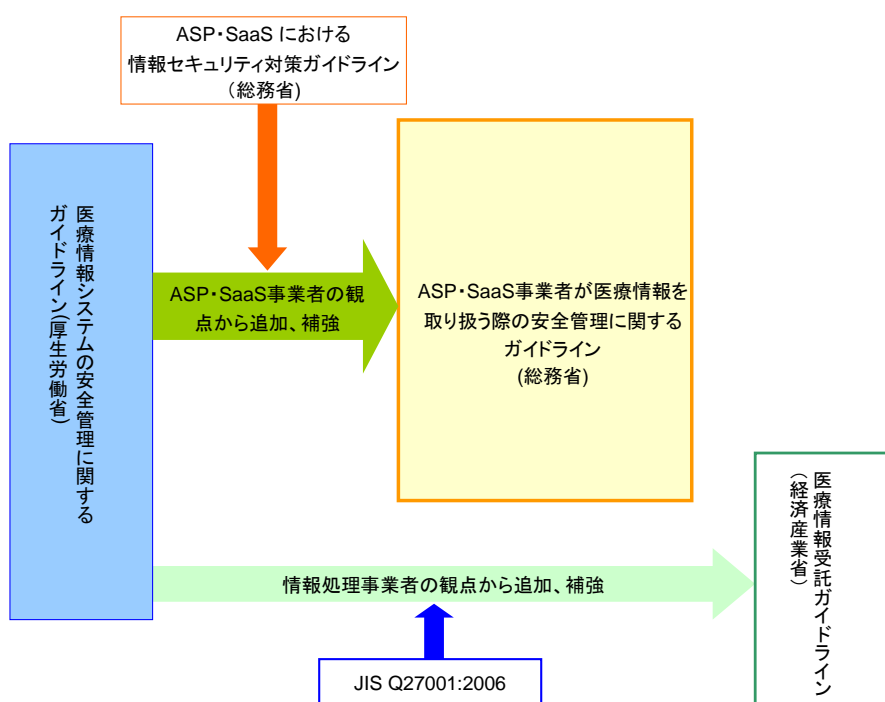 ASP・SaaS における
情報セキュリティ対策ガイドライン
（総務省)
医療情報システムの安全管理に関する
ガイドライン(厚生労働省)
ASP・SaaS事業者の観
点から追加、補強
ASP・SaaS事業者が医療情報を
取り扱う際の安全管理に関する
ガイドライン
(総務省)
情報処理事業者の観点から追加、補強
医療情報受託ガイドライン
（経済産業省）
JIS Q27001:2006